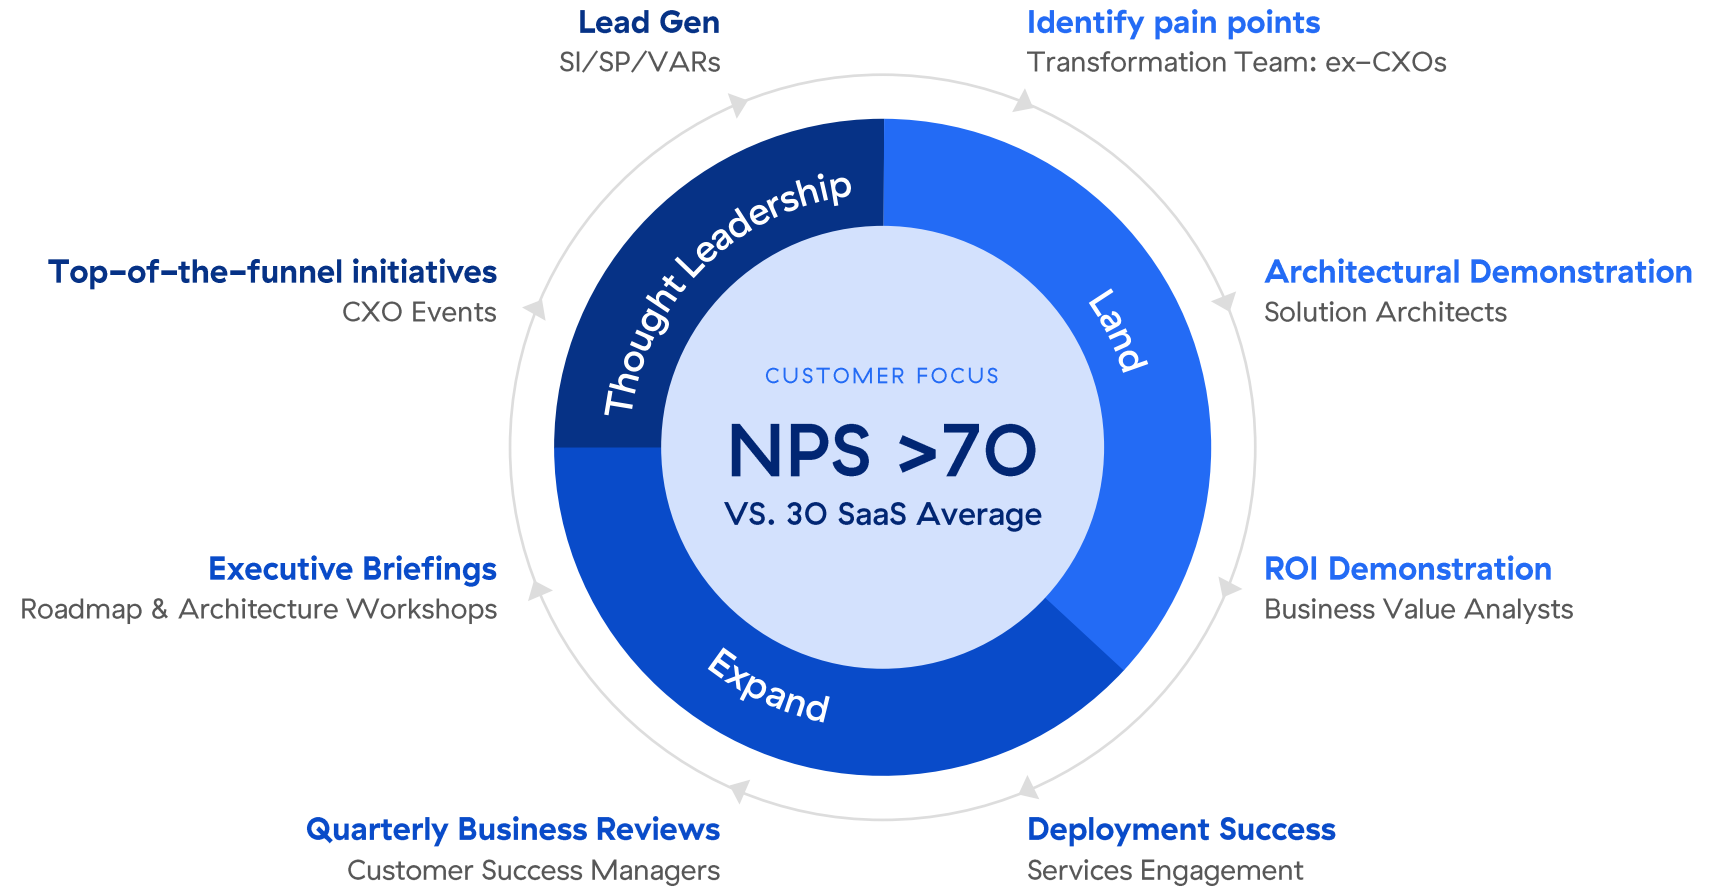 Lead Gen
SI/SP/VARs
Identify pain points
Transformation Team: ex-CXOs
Top-of-the-funnel initiatives
CXO Events
Thought Leadership
Land
Architectural Demonstration
Solution Architects
CUSTOMER FOCUS
NPS >70
VS. 30 SaaS Average
Executive Briefings
Roadmap & Architecture Workshops
Expand
ROI Demonstration
Business Value Analysts
Quarterly Business Reviews
Customer Success Managers
Deployment Success
Services Engagement